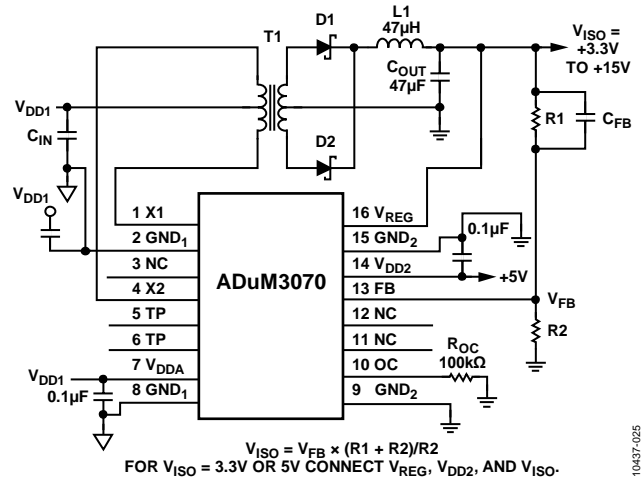 T1
D1
L1
47µH
V_ISO =
+3.3V
TO +15V
C_OUT
47µF
R1
C_FB
V_DD1
C_IN
D2
V_DD1
1 X1
2 GND_1
3 NC
4 X2
5 TP
6 TP
7 V_DDA
8 GND_1
ADuM3070
16 V_REG
15 GND_2
14 V_DD2
13 FB
12 NC
11 NC
10 OC
9 GND_2
0.1µF
+5V
V_FB
R2
R_OC
100kΩ
V_DD1
0.1µF
V_ISO = V_FB × (R1 + R2)/R2
FOR V_ISO = 3.3V OR 5V CONNECT V_REG, V_DD2, AND V_ISO.
10437-025